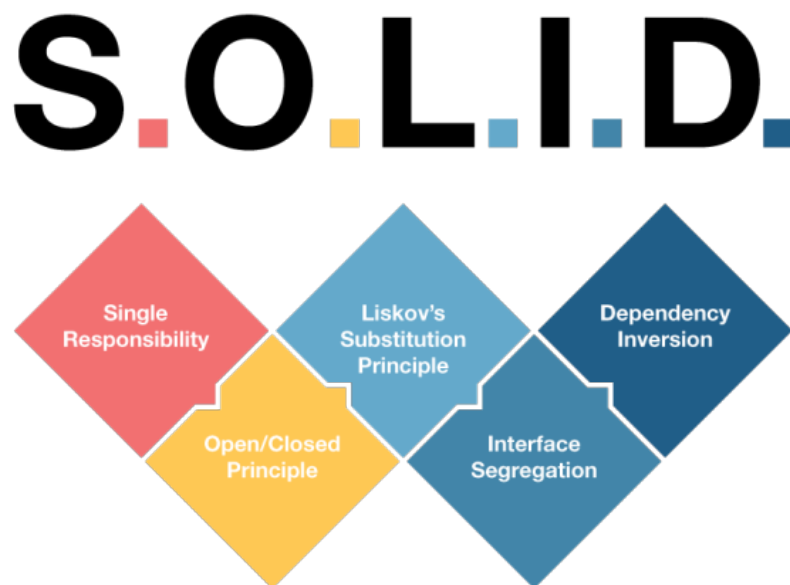 S.O.L.I.D.
Single
Responsibility
Open/Closed
Principle
Liskov's
Substitution
Principle
Interface
Segregation
Dependency
Inversion